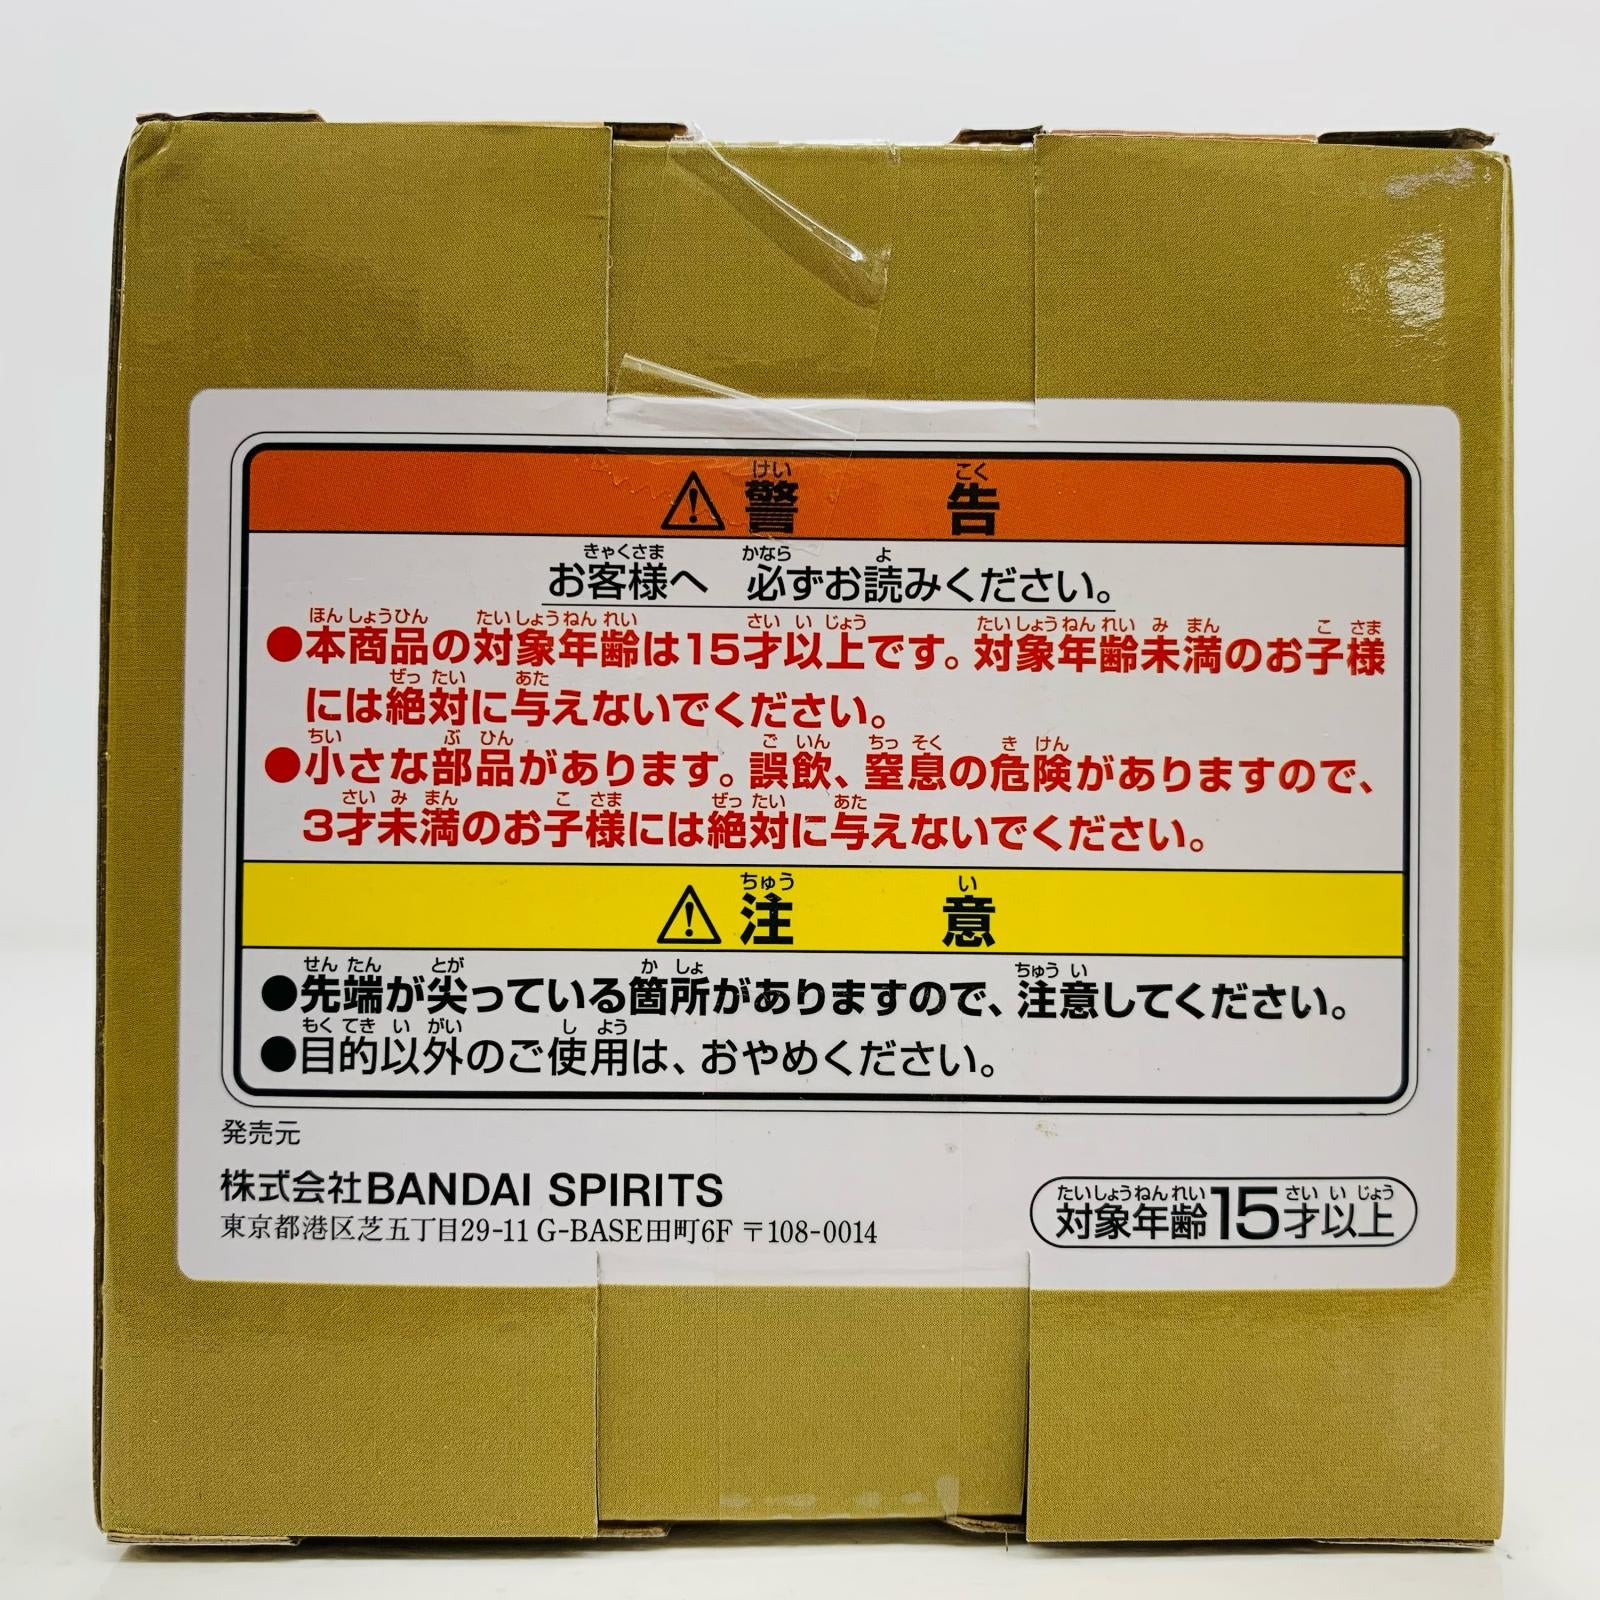 警告
お客様へ 必ずお読みください。
●本商品の対象年齢は15才以上です。対象年齢未満のお子様
には絶対に与えないでください。
●小さな部品があります。誤飲、窒息の危険がありますので、
3才未満のお子様には絶対に与えないでください。
注意
●先端が尖っている箇所がありますので、注意してください。
●目的以外のご使用は、おやめください。
発売元
株式会社BANDAI SPIRITS
東京都港区芝五丁目29-11 G-BASE田町6F 〒108-0014
対象年齢15才以上